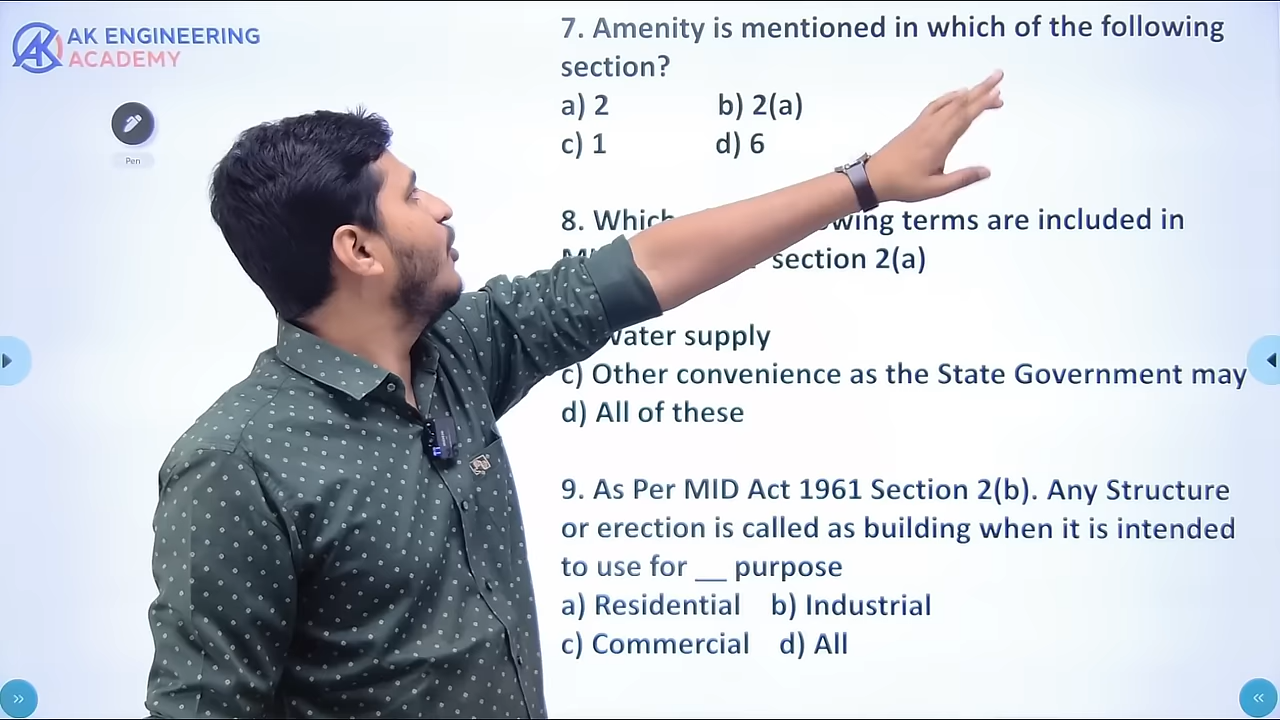 AK ENGINEERING
ACADEMY
Pen
7. Amenity is mentioned in which of the following
section?
a) 2 b) 2(a)
c) 1 d) 6
8. Which wing terms are included in
section 2(a)
water supply
c) Other convenience as the State Government may
d) All of these
9. As Per MID Act 1961 Section 2(b). Any Structure
or erection is called as building when it is intended
to use for __ purpose
a) Residential b) Industrial
c) Commercial d) All